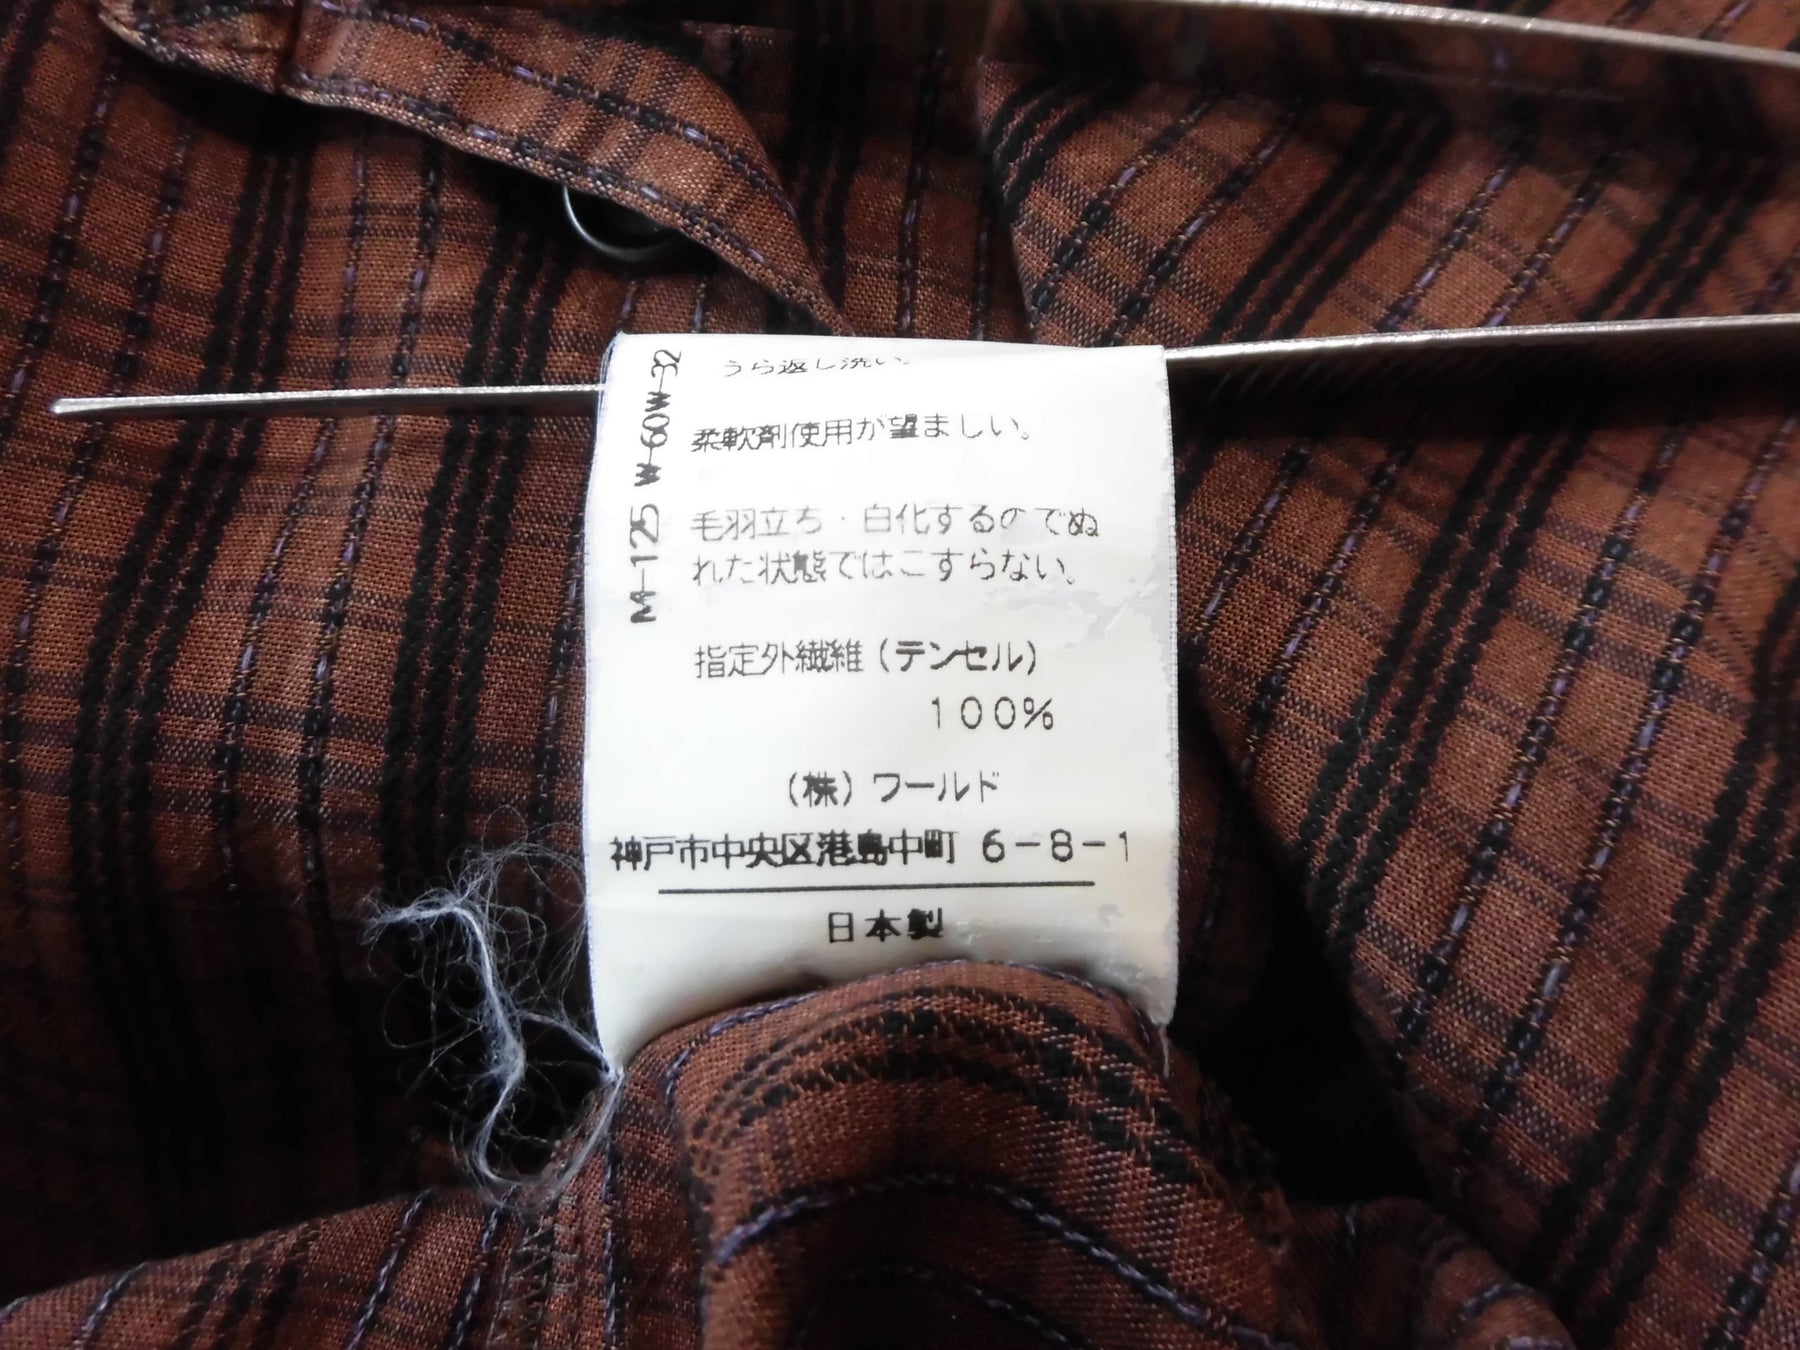 うら返し洗い。
柔軟剤使用が望ましい。
毛羽立ち・白化するのでぬ
れた状態ではこすらない。
指定外繊維(テンセル)
100%
(株)ワールド
神戸市中央区港島中町 6-8-1
日本製
M-125 W-60W-32